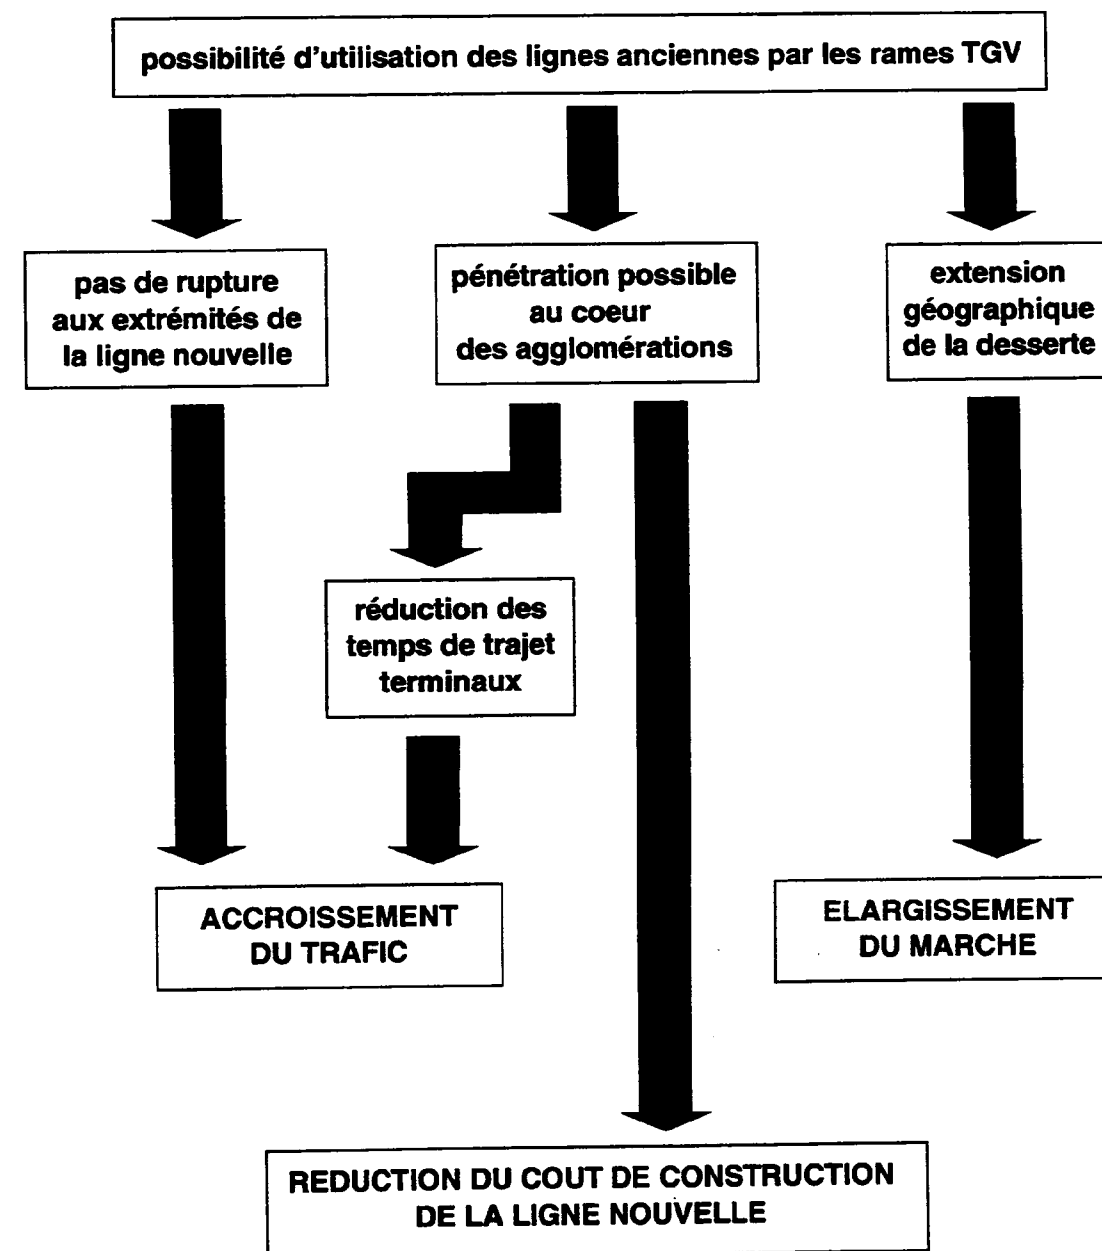 possibilité d'utilisation des lignes anciennes par les rames TGV
pas de rupture
aux extrémités de
la ligne nouvelle
pénétration possible
au coeur
des agglomérations
extension
géographique
de la desserte
réduction des
temps de trajet
terminaux
ACCROISSEMENT
DU TRAFIC
ELARGISSEMENT
DU MARCHE
REDUCTION DU COUT DE CONSTRUCTION
DE LA LIGNE NOUVELLE